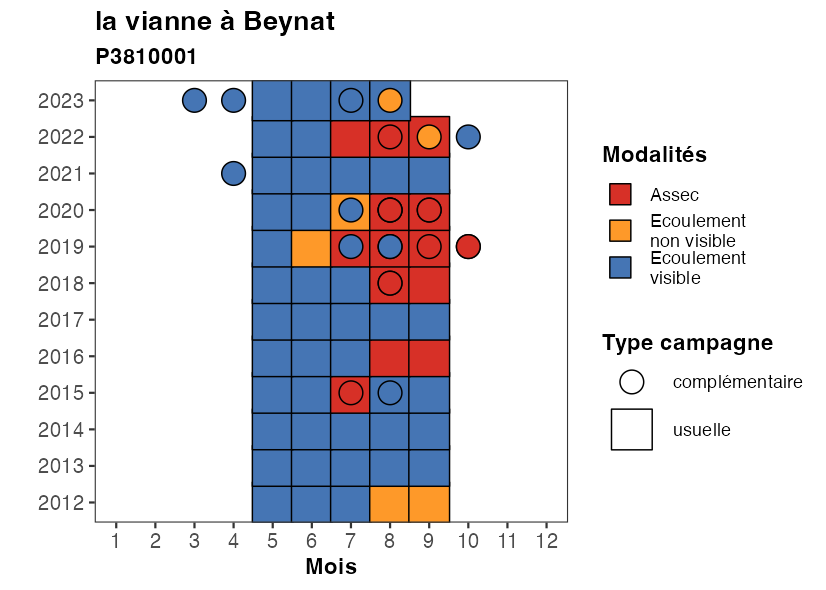 la vianne à Beynat
P3810001
2023
2022
2021
2020
2019
2018
2017
2016
2015
2014
2013
2012
1 2 3 4 5 6 7 8 9 10 11 12
Mois
Modalités
Assec
Ecoulement
non visible
Ecoulement
visible
Type campagne
complémentaire
usuelle